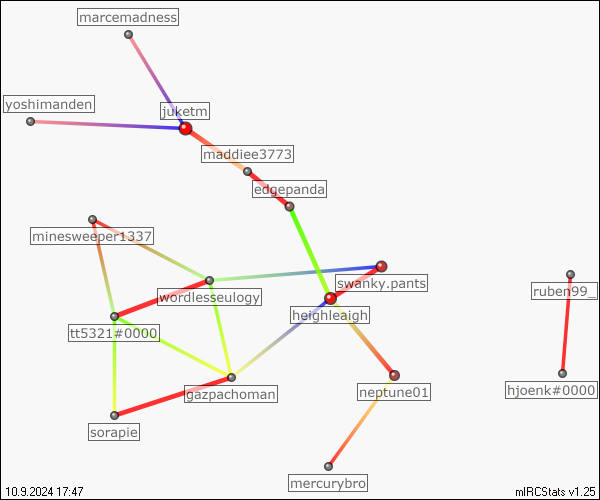 marcemadness
yoshimanden
juketm
maddiee3773
edgepanda
minesweeper1337
swanky.pants
wordlesseulogy
ruben99_
heighleaigh
tt5321#0000
gazpachoman
neptune01
hjoenk#0000
sorapie
mercurybro
10.9.2024 17:47
mIRCStats v1.25